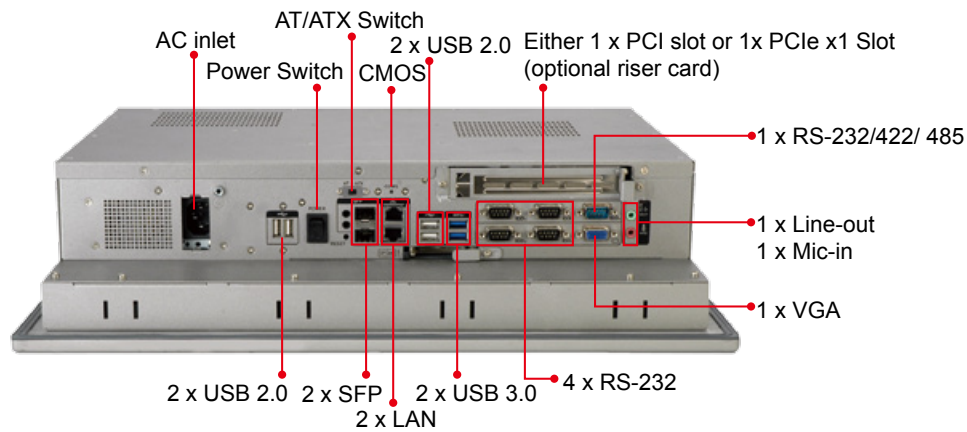 AT/ATX Switch
AC inlet
2 x USB 2.0
Either 1 x PCI slot or 1x PCIe x1 Slot
(optional riser card)
Power Switch
CMOS
1 x RS-232/422/ 485
POWER
RESET
1 x Line-out
1 x Mic-in
1 x VGA
2 x USB 2.0
2 x SFP
2 x USB 3.0
4 x RS-232
2 x LAN